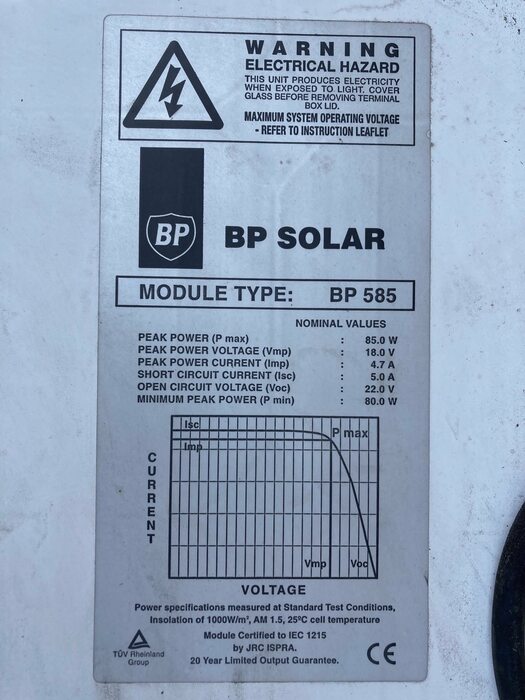 WARNING
ELECTRICAL HAZARD
THIS UNIT PRODUCES ELECTRICITY
WHEN EXPOSED TO LIGHT. COVER
GLASS BEFORE REMOVING TERMINAL
BOX LID.
MAXIMUM SYSTEM OPERATING VOLTAGE
- REFER TO INSTRUCTION LEAFLET
BP
BP SOLAR
MODULE TYPE: BP 585
NOMINAL VALUES
PEAK POWER (P max) : 85.0 W
PEAK POWER VOLTAGE (Vmp) : 18.0 V
PEAK POWER CURRENT (Imp) : 4.7 A
SHORT CIRCUIT CURRENT (Isc) : 5.0 A
OPEN CIRCUIT VOLTAGE (Voc) : 22.0 V
MINIMUM PEAK POWER (P min) : 80.0 W
Isc
P max
Imp
CURRENT
Vmp Voc
VOLTAGE
Power specifications measured at Standard Test Conditions,
Insolation of 1000W/m², AM 1.5, 25ºC cell temperature
Module Certified to IEC 1215
by JRC ISPRA.
20 Year Limited Output Guarantee.
TÜV Rheinland
Group
CE